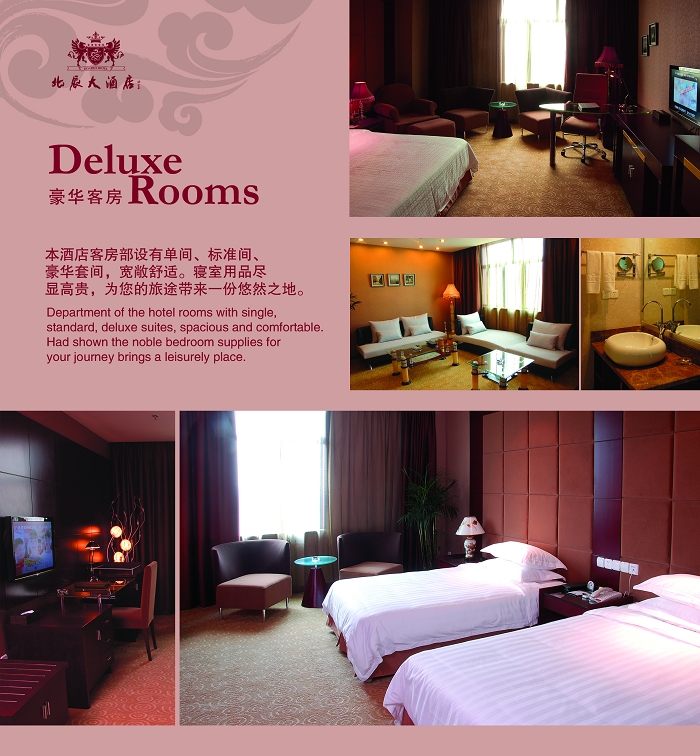 北辰大酒店
Deluxe
豪华客房 Rooms
本酒店客房部设有单间、标准间、
豪华套间，宽敞舒适。寝室用品尽
显高贵，为您的旅途带来一份悠然之地。
Department of the hotel rooms with single,
standard, deluxe suites, spacious and comfortable.
Had shown the noble bedroom supplies for
your journey brings a leisurely place.